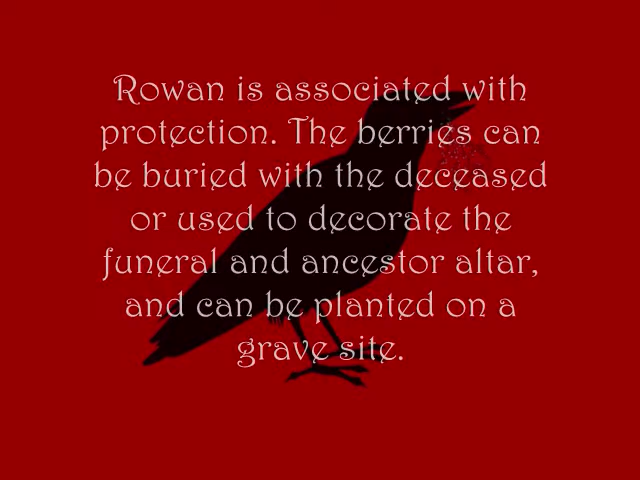 Rowan is associated with
protection. The berries can
be buried with the deceased
or used to decorate the
funeral and ancestor altar,
and can be planted on a
grave site.